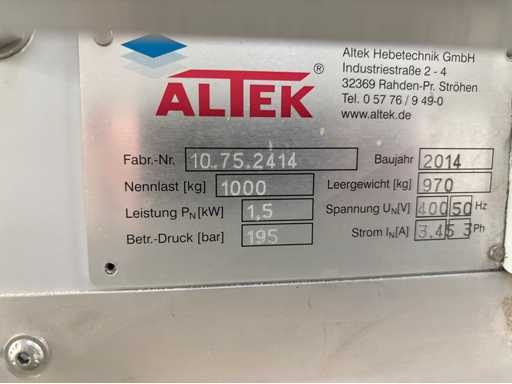 Altek Hebetechnik GmbH
Industriestraße 2 - 4
32369 Rahden-Pr. Ströhen
Tel. 0 57 76 / 9 49-0
www.altek.de
ALTEK ®
Fabr.-Nr. 10.75.2414 Baujahr 2014
Nennlast [kg] 1000 Leergewicht [kg] 970
Leistung PN [kW] 1,5 Spannung UN[V] 400 50 Hz
Betr.-Druck [bar] 195 Strom IN[A] 3.45 3 Ph